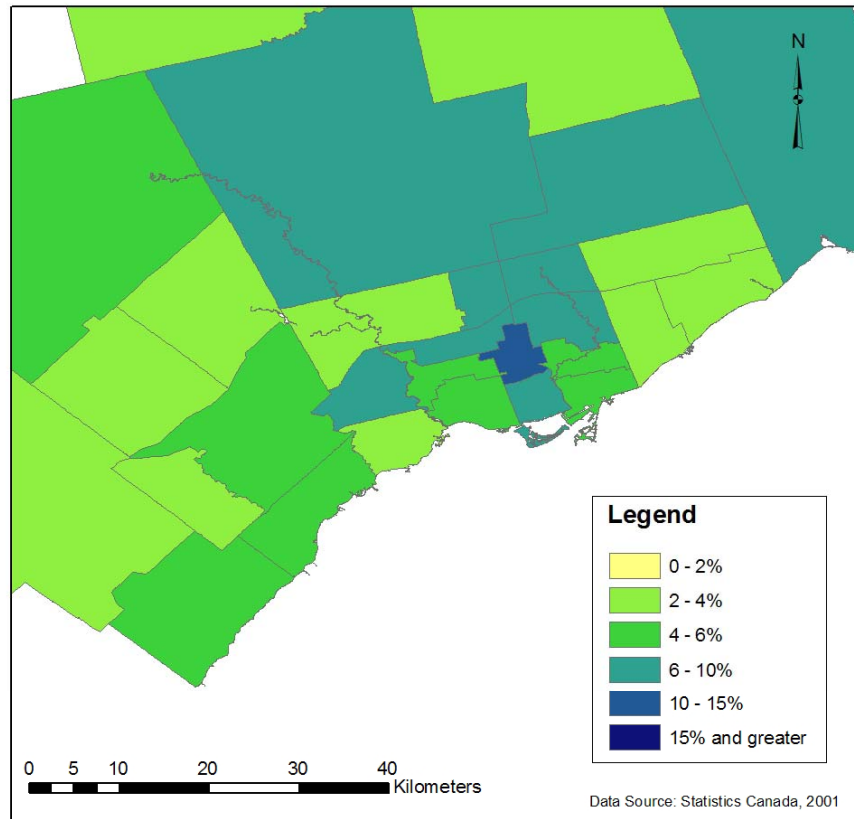 N
Legend
0 - 2%
2 - 4%
4 - 6%
6 - 10%
10 - 15%
15% and greater
0 5 10 20 30 40
Kilometers
Data Source: Statistics Canada, 2001